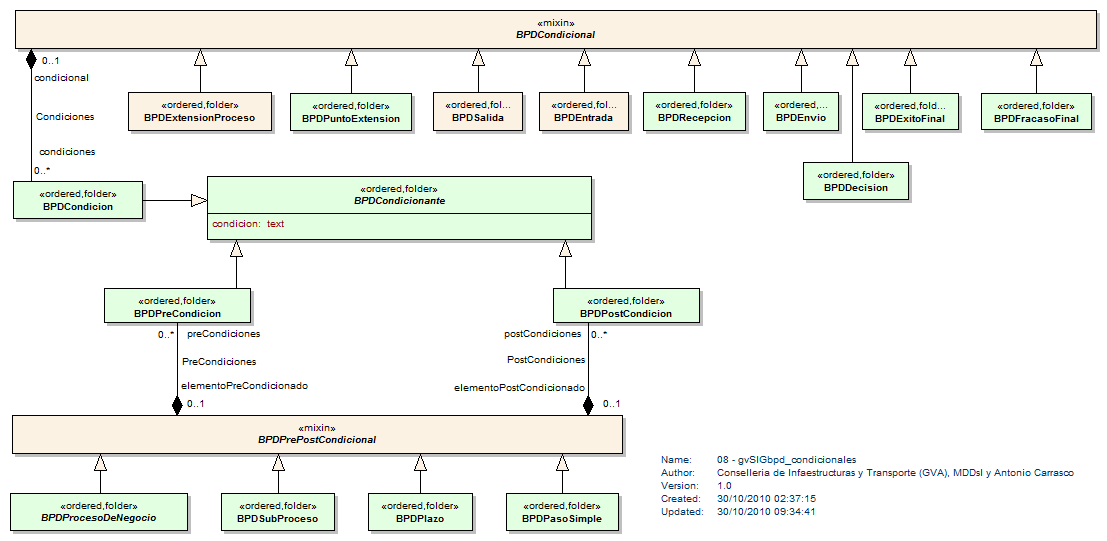 «mixin»
BPDCondicional
0..1
condicional
Condiciones
condiciones
0..*
«ordered,folder»
BPDExtensionProceso
«ordered,folder»
BPDPuntoExtension
«ordered,fol...
BPDSalida
«ordered,fol...
BPDEntrada
«ordered,folder»
BPDRecepcion
«ordered,...
BPDEnvio
«ordered,fold...
BPDExitoFinal
«ordered,folder»
BPDFracasoFinal
«ordered,folder»
BPDDecision
«ordered,folder»
BPDCondicion
«ordered,folder»
BPDCondicionante
condicion: text
«ordered,folder»
BPDPreCondicion
«ordered,folder»
BPDPostCondicion
0..* preCondiciones
PreCondiciones
elementoPreCondicionado
0..1
postCondiciones 0..*
PostCondiciones
elementoPostCondicionado
0..1
«mixin»
BPDPrePostCondicional
«ordered,folder»
BPDProcesoDeNegocio
«ordered,folder»
BPDSubProceso
«ordered,folder»
BPDPlazo
«ordered,folder»
BPDPasoSimple
Name: 08 - gvSIGbpd_condicionales
Author: Conselleria de Infaestructuras y Transporte (GVA), MDDsl y Antonio Carrasco
Version: 1.0
Created: 30/10/2010 02:37:15
Updated: 30/10/2010 09:34:41